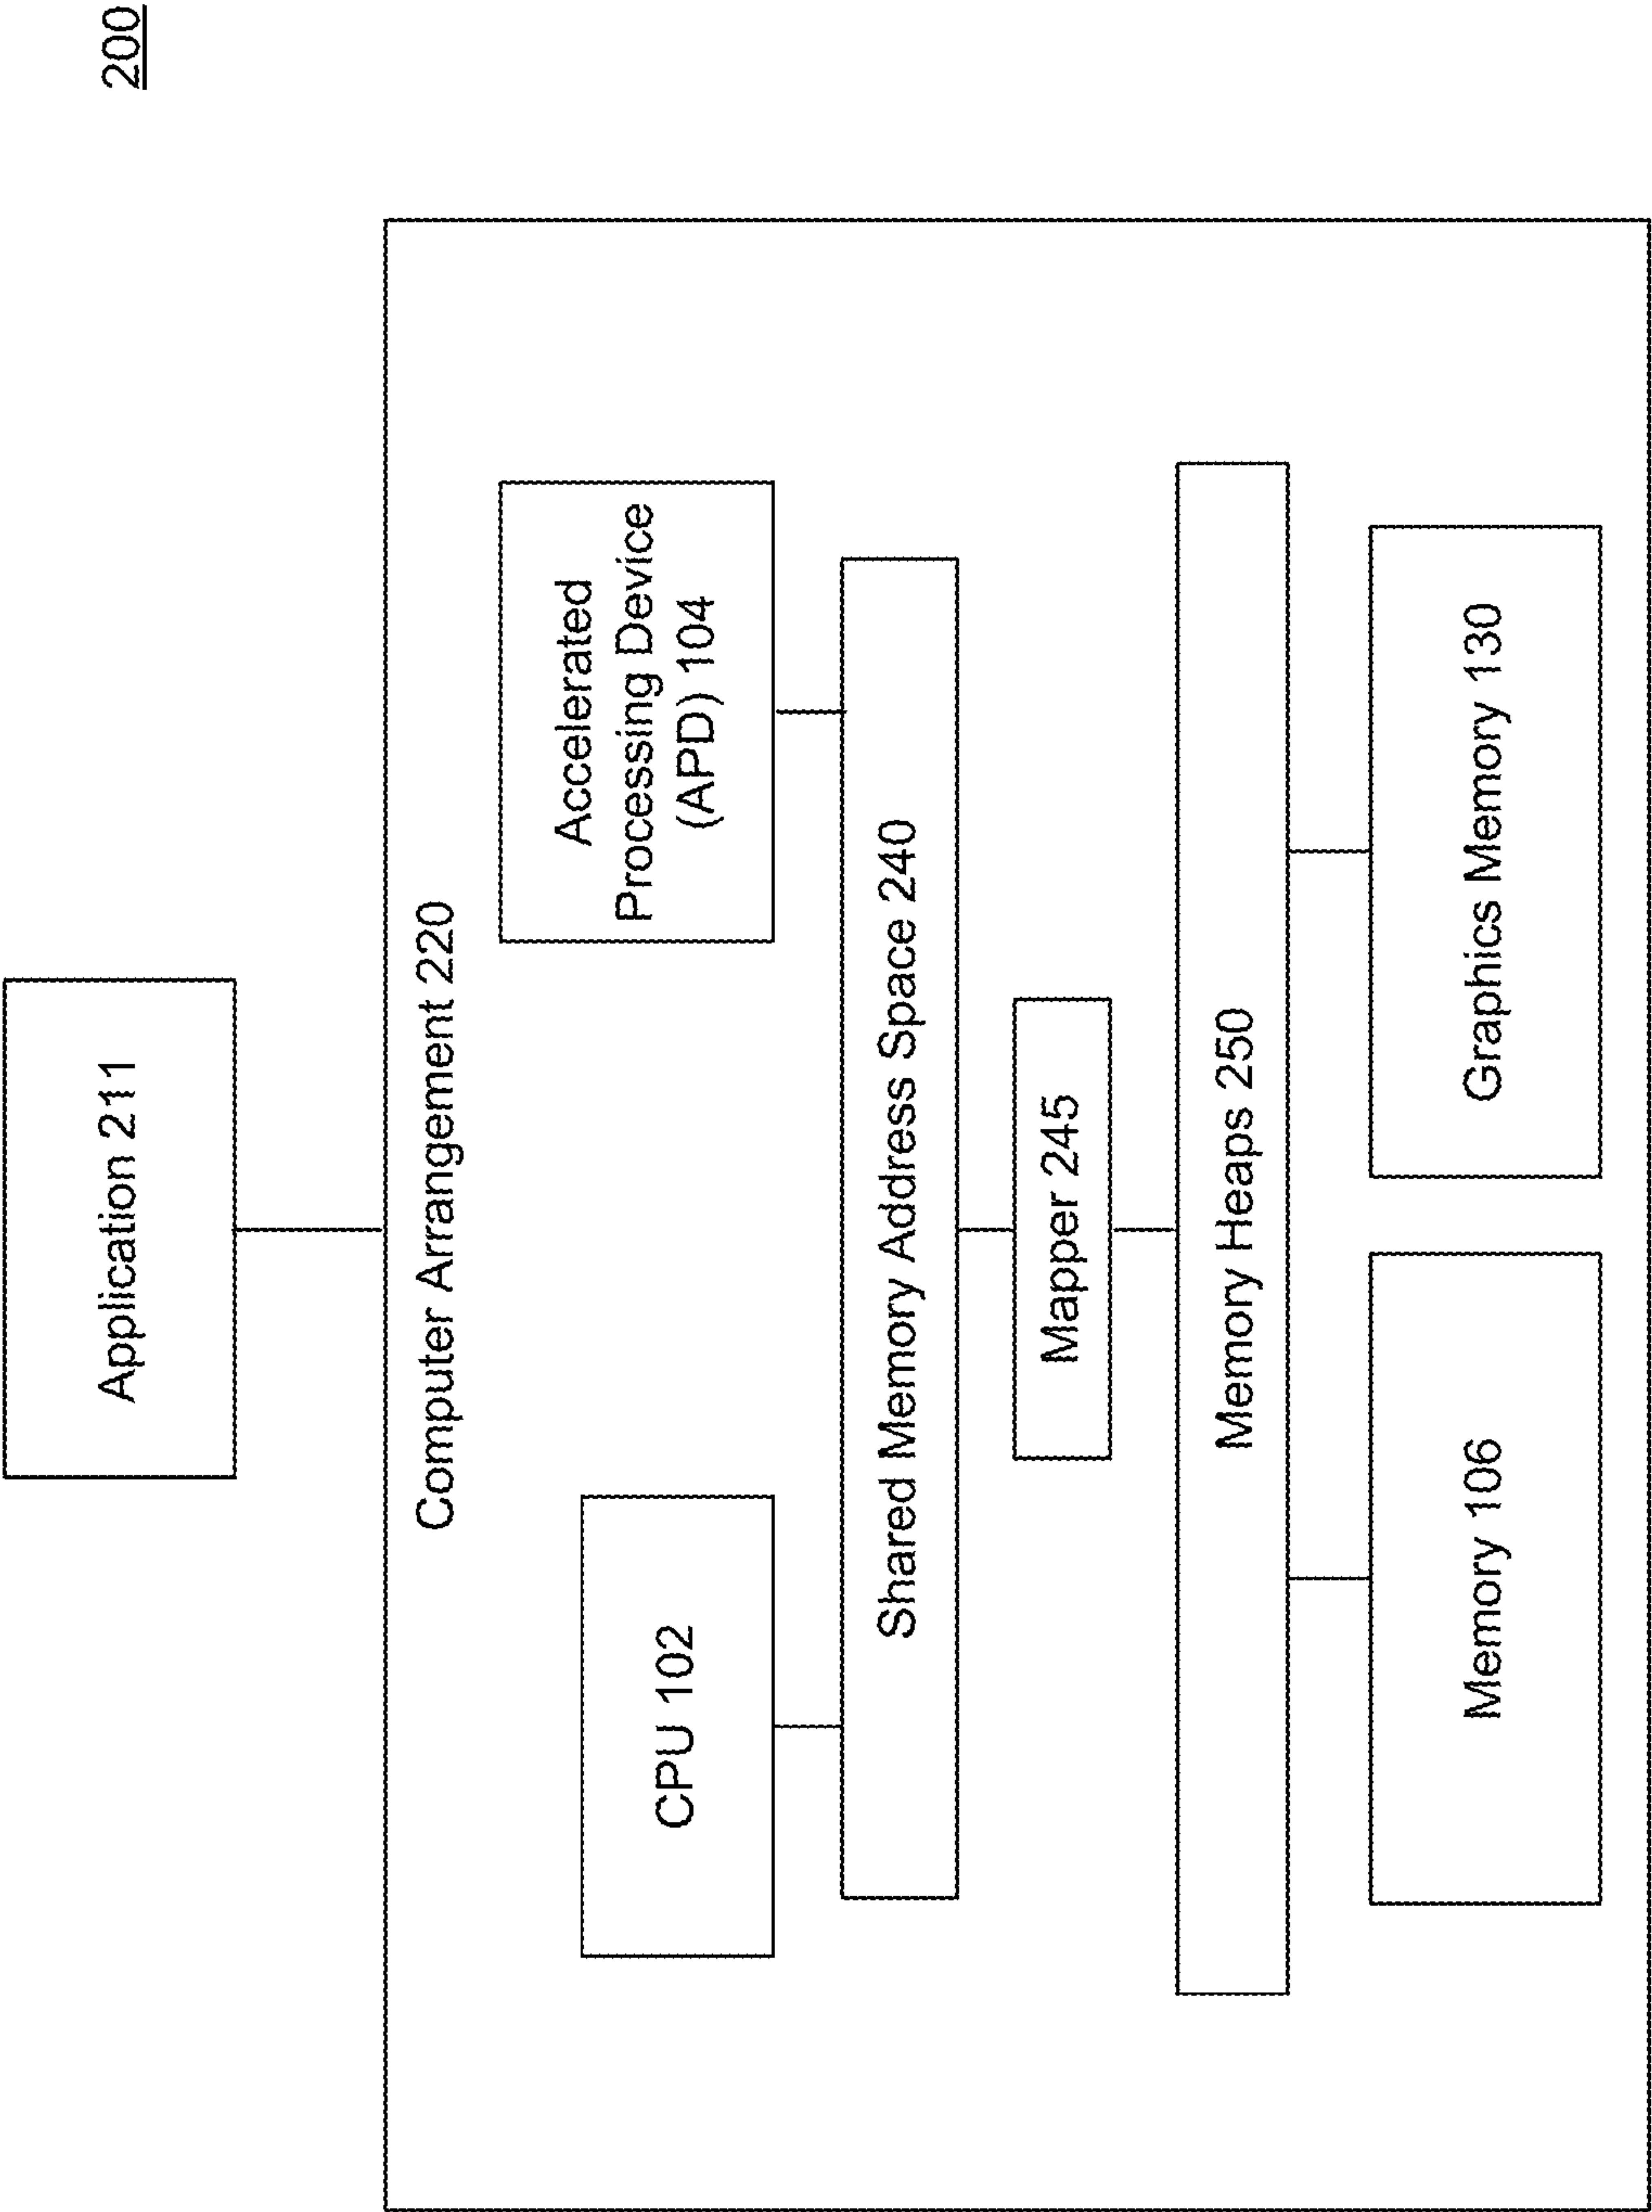 200
Application 211
Computer Arrangement 220
CPU 102
Accelerated
Processing Device
(APD) 104
Shared Memory Address Space 240
Mapper 245
Memory Heaps 250
Memory 106
Graphics Memory 130